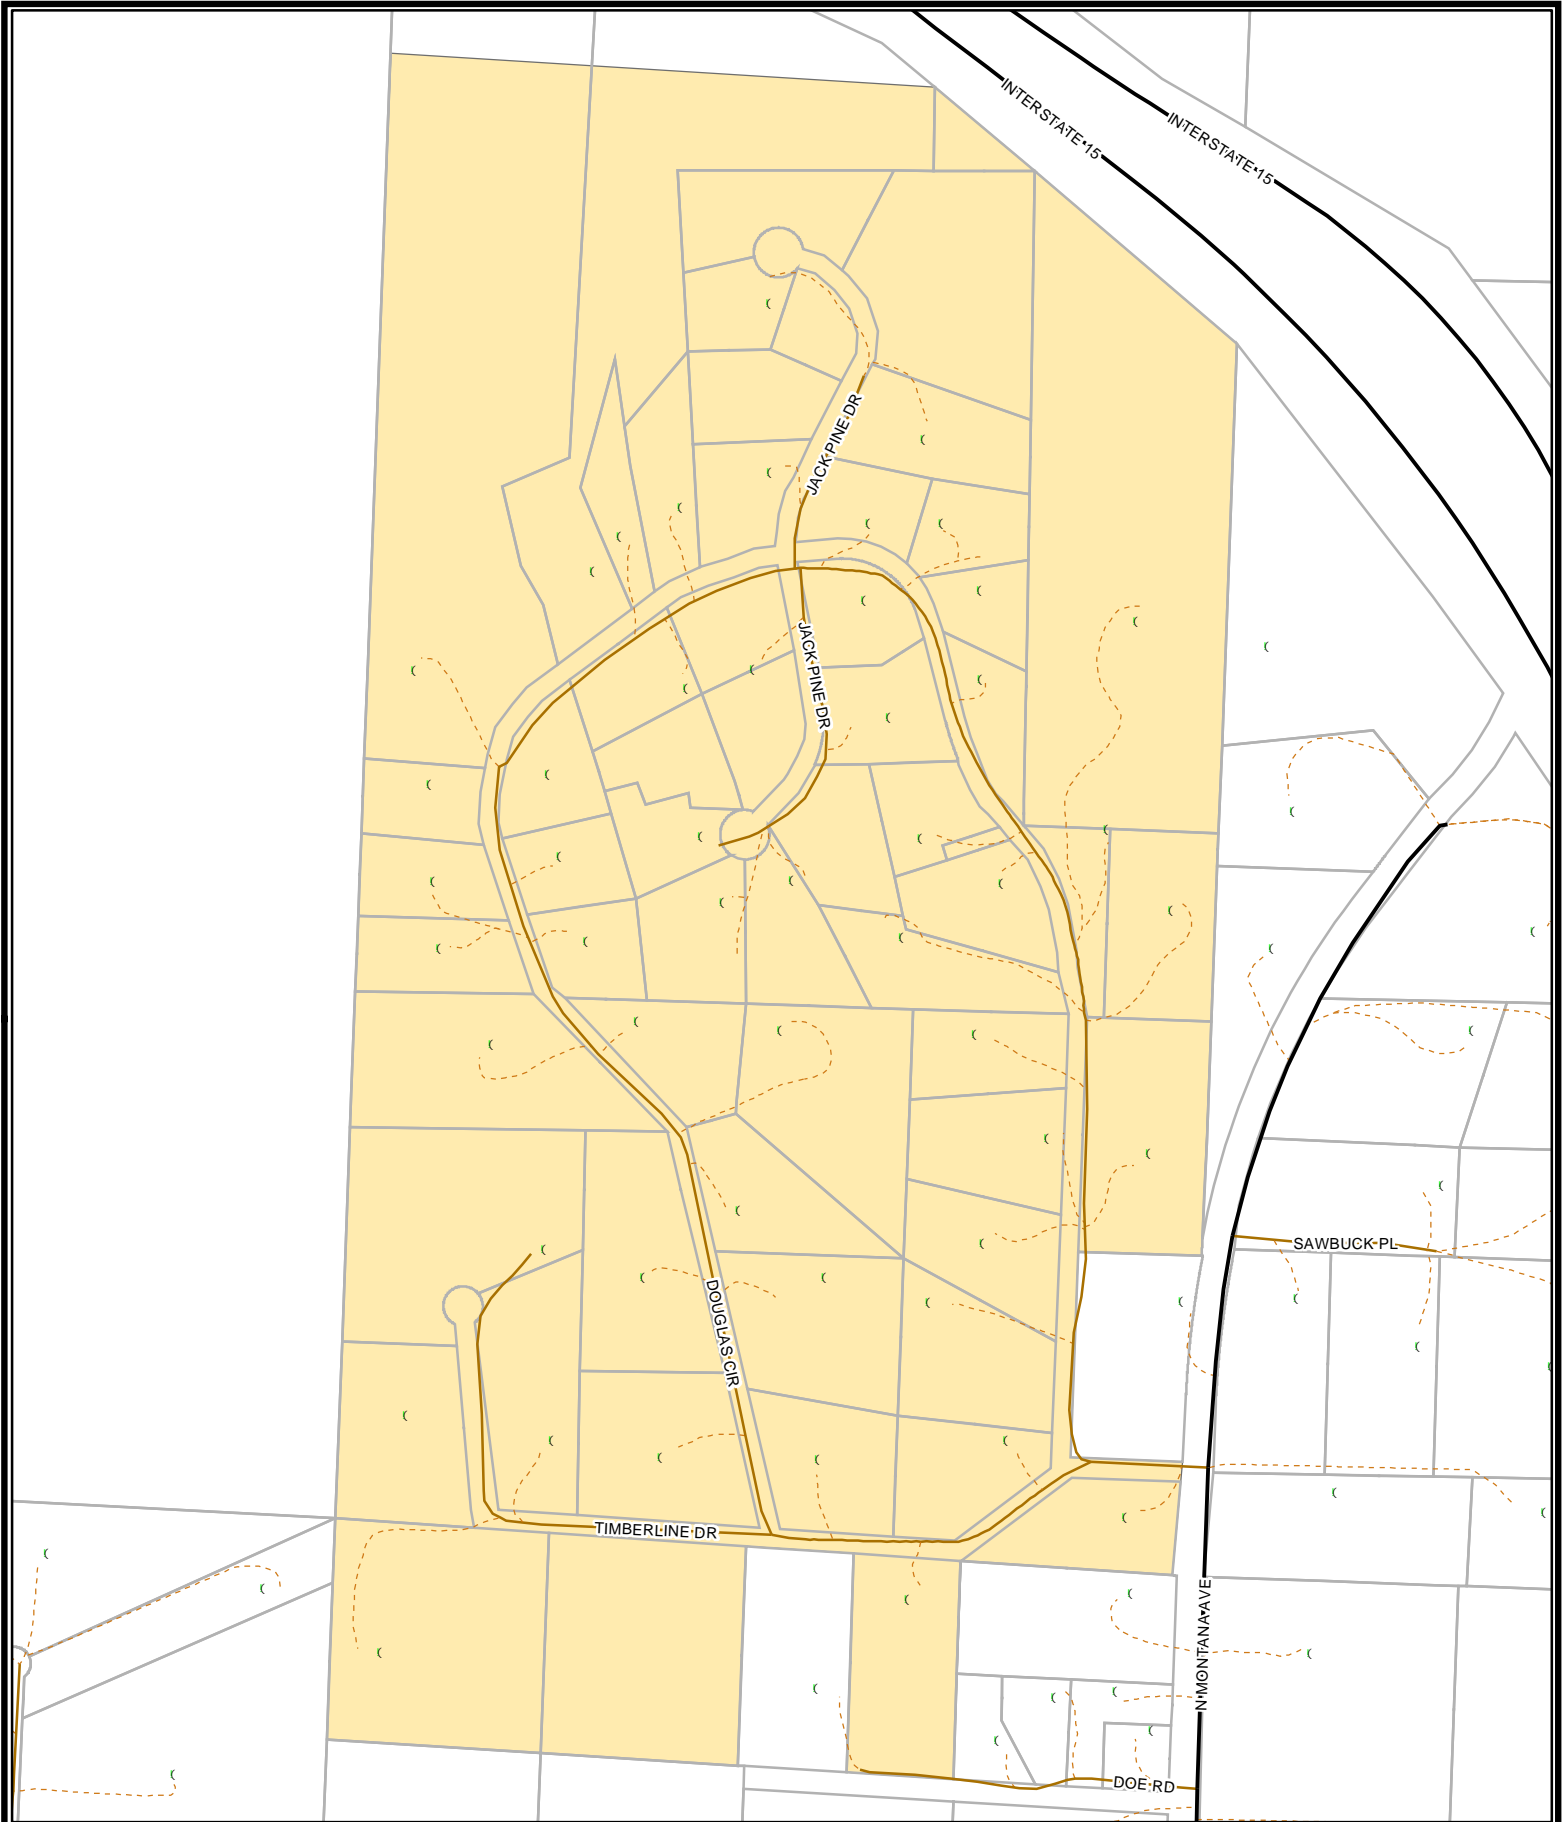 INTERSTATE 15
INTERSTATE 15
JACK PINE DR
JACK PINE DR
SAWBUCK PL
DOUGLAS CIR
TIMBERLINE DR
N MONTANA AVE
DOE RD